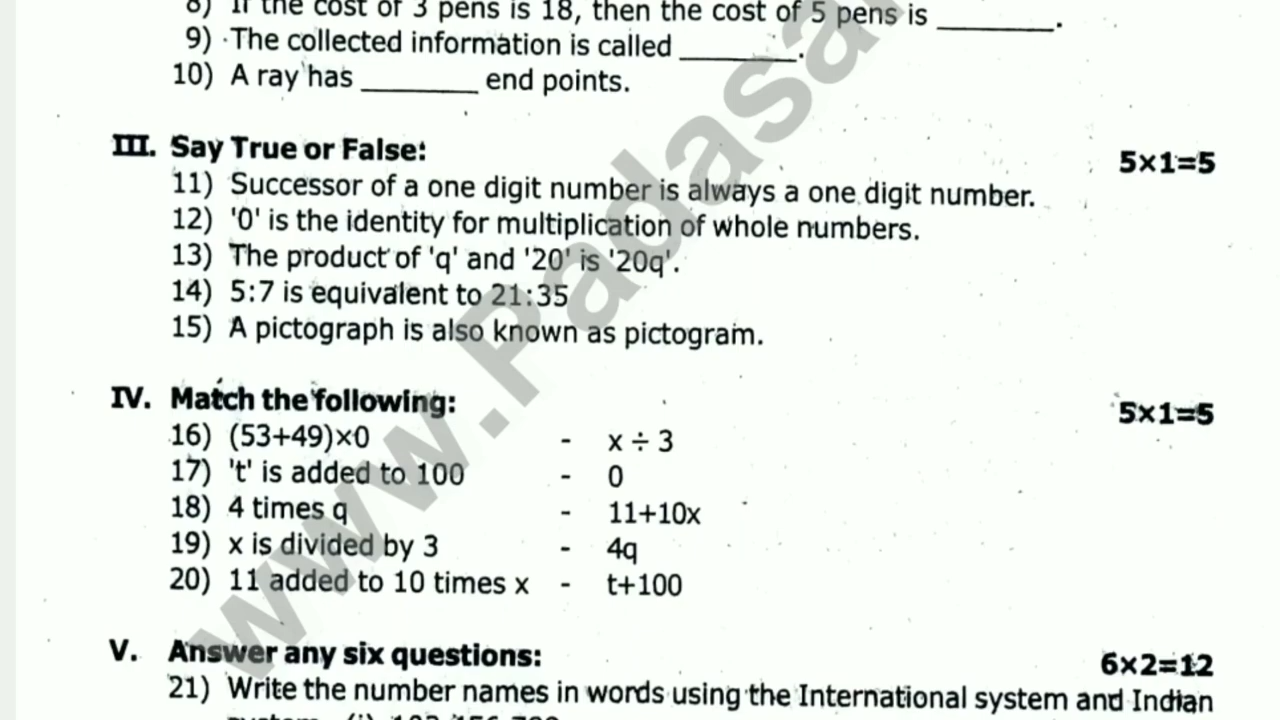 8) If the cost of 3 pens is 18, then the cost of 5 pens is ________.
9) The collected information is called ________.
10) A ray has ________ end points.
III. Say True or False: 5×1=5
11) Successor of a one digit number is always a one digit number.
12) '0' is the identity for multiplication of whole numbers.
13) The product of 'q' and '20' is '20q'.
14) 5:7 is equivalent to 21:35
15) A pictograph is also known as pictogram.
IV. Match the following: 5×1=5
16) (53+49)×0 - x ÷ 3
17) 't' is added to 100 - 0
18) 4 times q - 11+10x
19) x is divided by 3 - 4q
20) 11 added to 10 times x - t+100
V. Answer any six questions: 6×2=12
21) Write the number names in words using the International system and Indian
www.Padasa